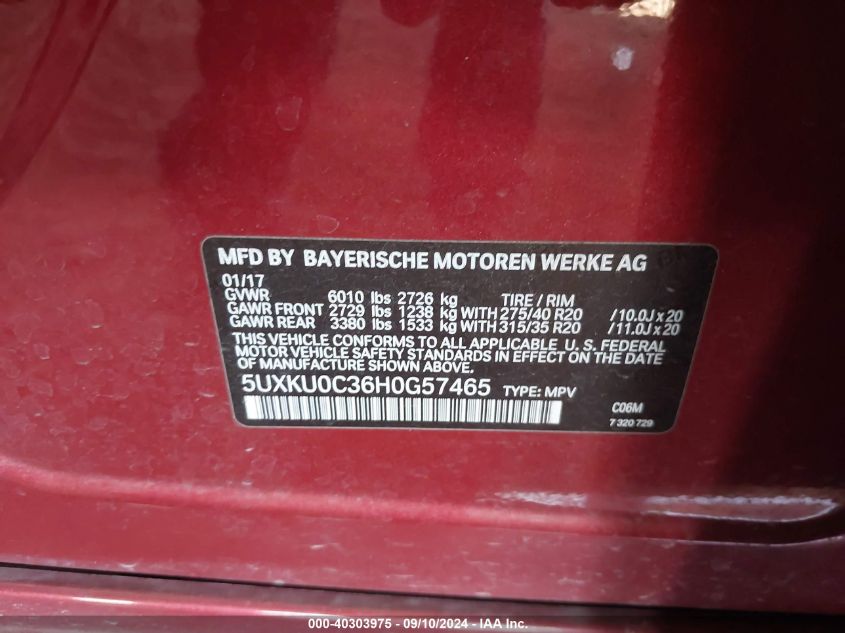 MFD BY BAYERISCHE MOTOREN WERKE AG
01/17
GVWR 6010 lbs 2726 kg TIRE / RIM
GAWR FRONT 2729 lbs 1238 kg WITH 275/40 R20 /10.0J x 20
GAWR REAR 3380 lbs 1533 kg WITH 315/35 R20 /11.0J x 20
THIS VEHICLE CONFORMS TO ALL APPLICABLE U. S. FEDERAL
MOTOR VEHICLE SAFETY STANDARDS IN EFFECT ON THE DATE
OF MANUFACTURE SHOWN ABOVE.
5UXKU0C36H0G57465 TYPE: MPV
C06M
7 320 729
000-40303975 - 09/10/2024 - IAA Inc.